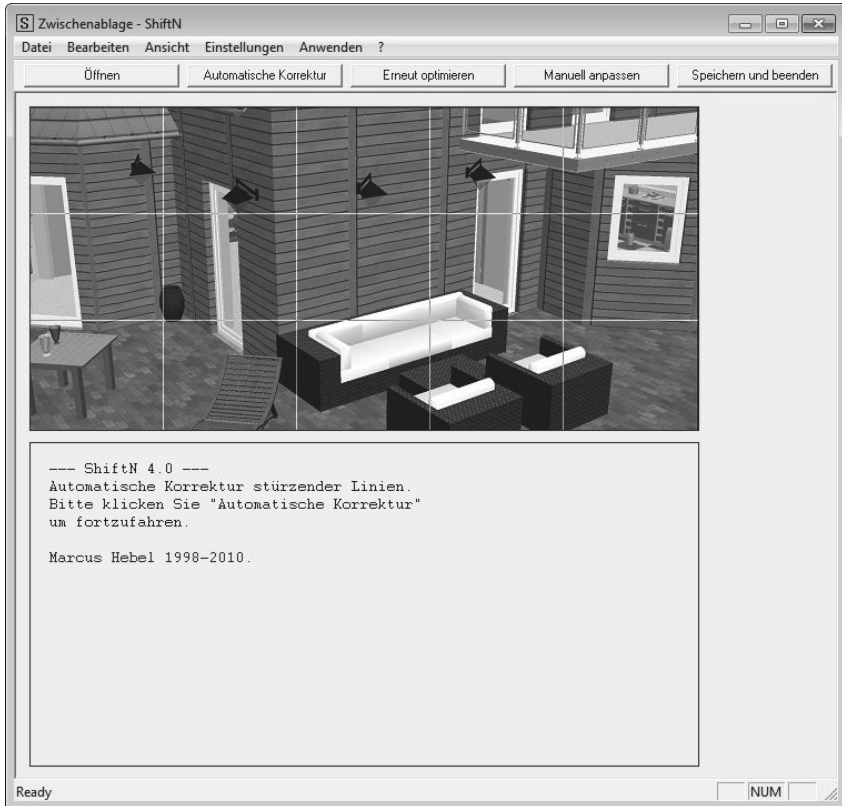 S Zwischenablage - ShiftN
Datei Bearbeiten Ansicht Einstellungen Anwenden ?
Öffnen Automatische Korrektur Erneut optimieren Manuell anpassen Speichern und beenden
--- ShiftN 4.0 ---
Automatische Korrektur stürzender Linien.
Bitte klicken Sie "Automatische Korrektur"
um fortzufahren.
Marcus Hebel 1998-2010.
Ready NUM